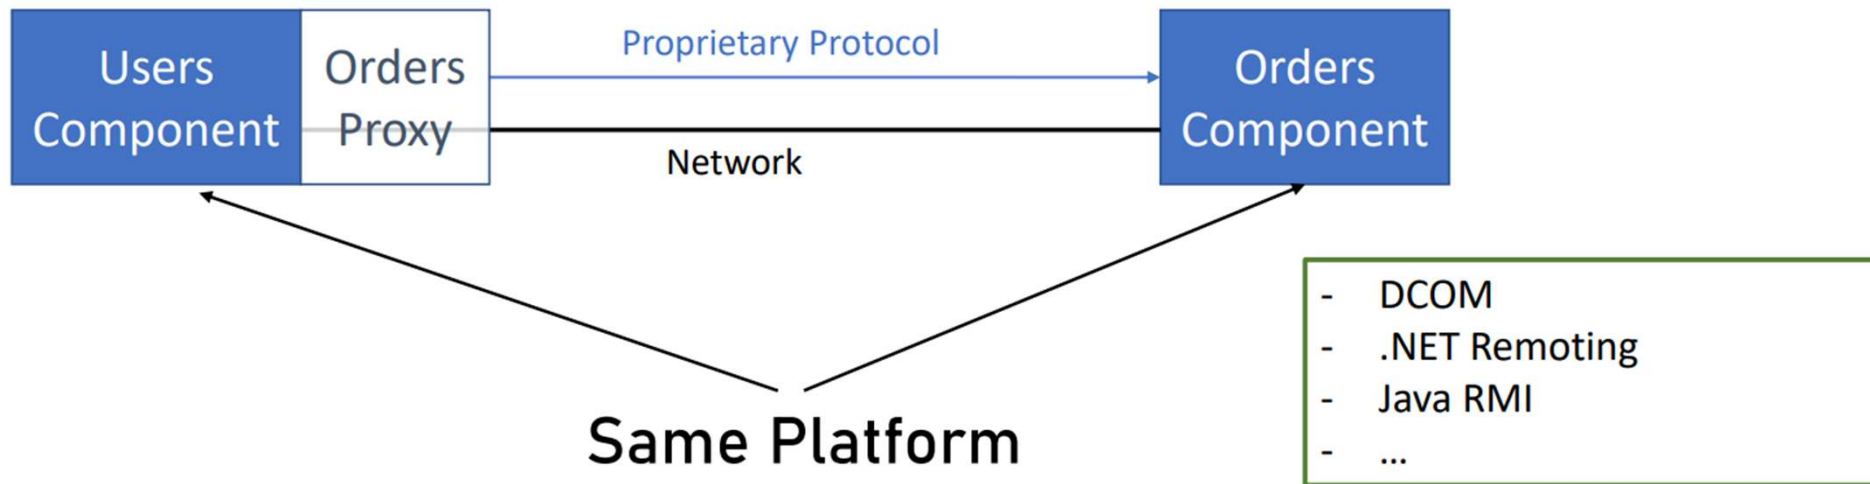 Users
Component
Orders
Proxy
Proprietary Protocol
Network
Orders
Component
Same Platform
- DCOM
- .NET Remoting
- Java RMI
- ...